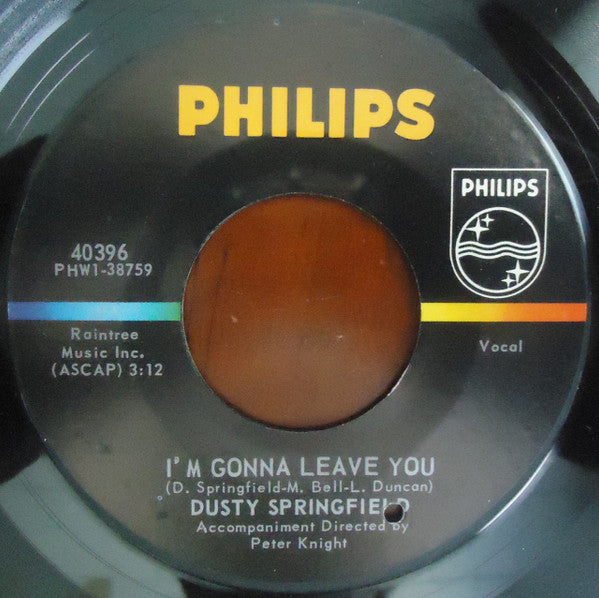 PHILIPS
PHILIPS
40396
PHW1-38759
Raintree
Music Inc.
(ASCAP) 3:12
Vocal
I'M GONNA LEAVE YOU
(D. Springfield-M. Bell-L. Duncan)
DUSTY SPRINGFIELD
Accompaniment Directed by
Peter Knight